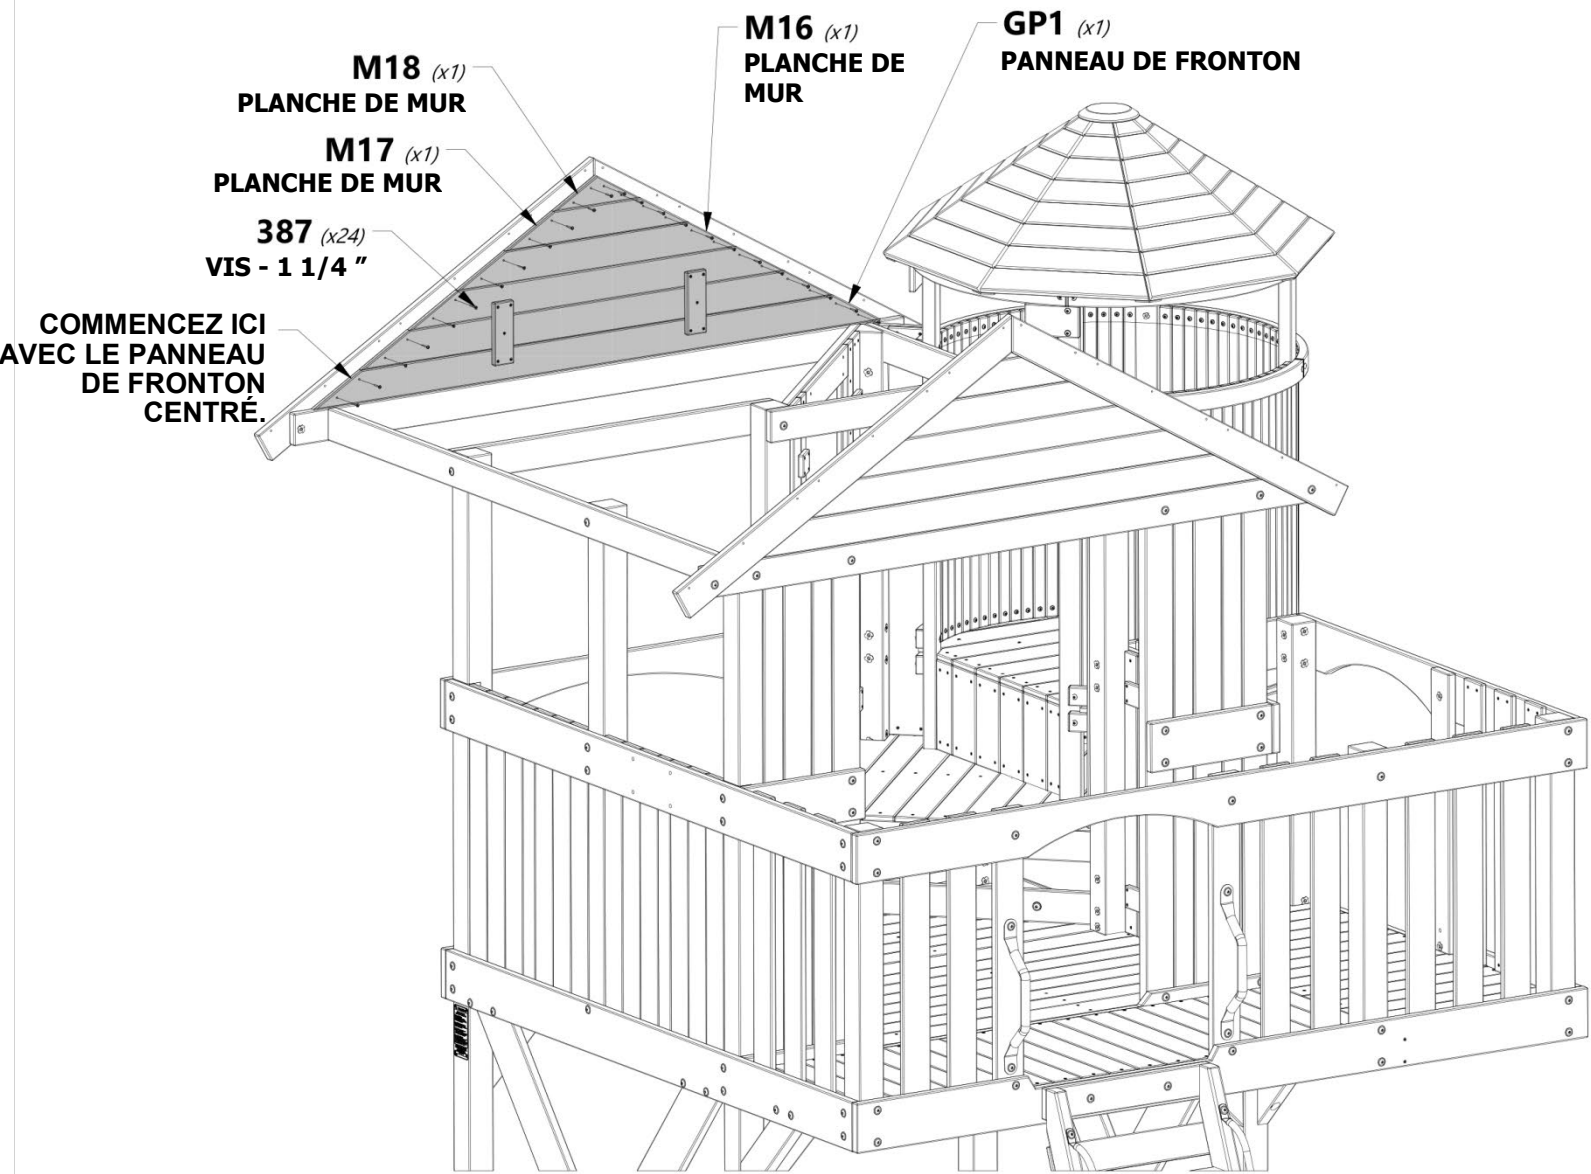 M16 (x1)
PLANCHE DE
MUR
GP1 (x1)
PANNEAU DE FRONTON
M18 (x1)
PLANCHE DE MUR
M17 (x1)
PLANCHE DE MUR
387 (x24)
VIS - 1 1/4 ”
COMMENCEZ ICI
AVEC LE PANNEAU
DE FRONTON
CENTRÉ.